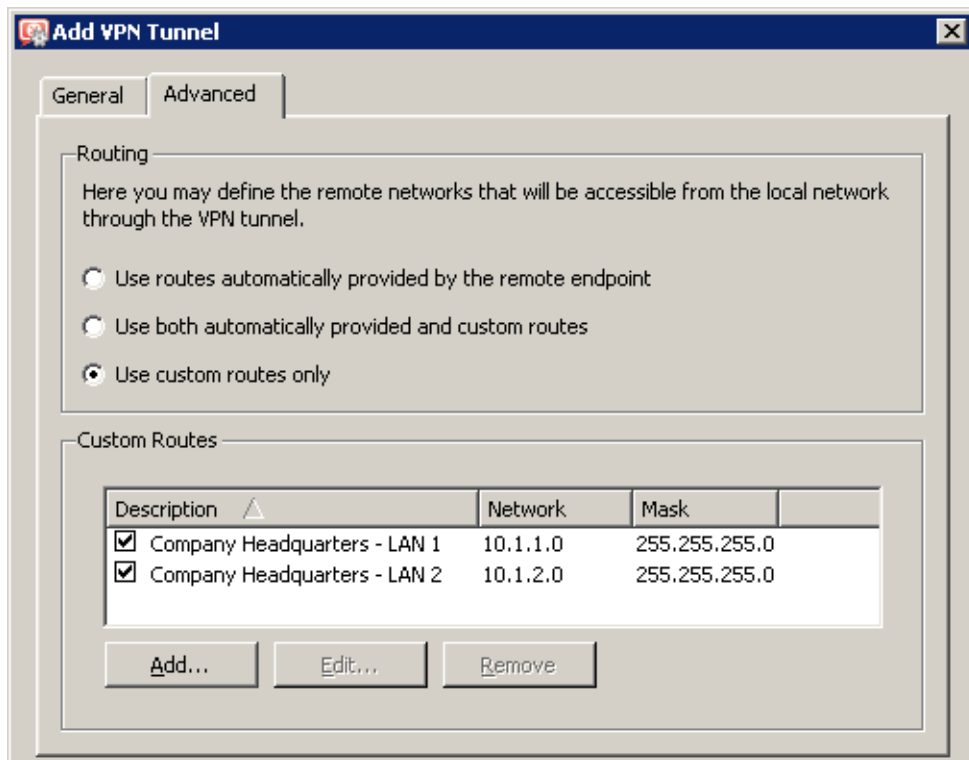 Add VPN Tunnel
General Advanced
Routing
Here you may define the remote networks that will be accessible from the local network
through the VPN tunnel.
Use routes automatically provided by the remote endpoint
Use both automatically provided and custom routes
Use custom routes only
Custom Routes
Description Network Mask
Company Headquarters - LAN 1 10.1.1.0 255.255.255.0
Company Headquarters - LAN 2 10.1.2.0 255.255.255.0
Add... Edit... Remove